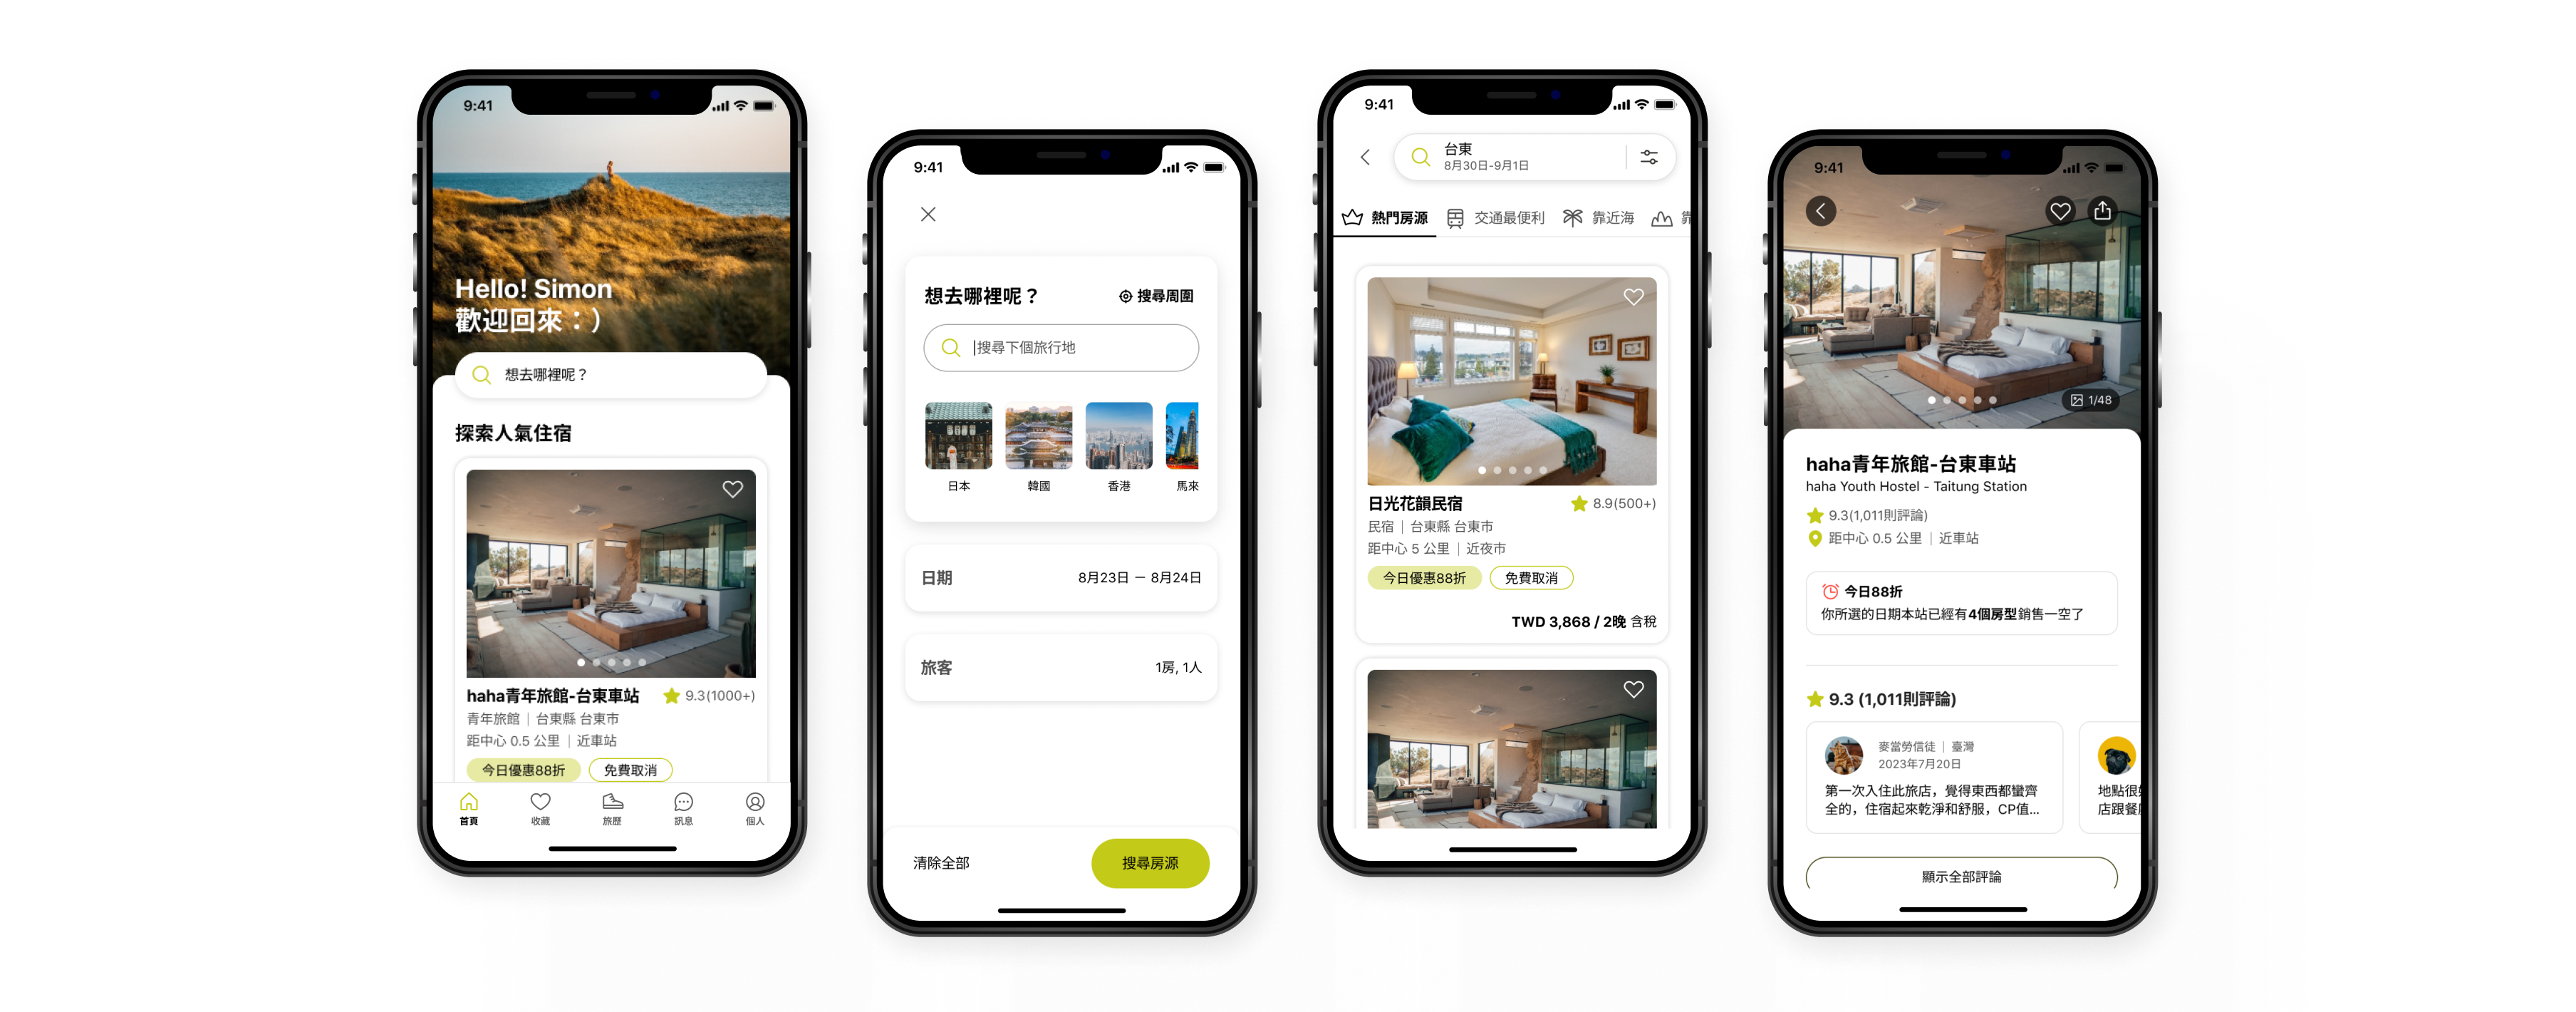 9:41
Hello! Simon
歡迎回來：）
想去哪裡呢？
探索人氣住宿
haha青年旅館-台東車站
9.3(1000+)
青年旅館｜台東縣 台東市
距中心 0.5 公里｜近車站
今日優惠88折
免費取消
首頁
收藏
旅歷
訊息
個人
9:41
想去哪裡呢？
搜尋周圍
搜尋下個旅行地
日本
韓國
香港
馬來
日期
8月23日 － 8月24日
旅客
1房, 1人
清除全部
搜尋房源
9:41
台東
8月30日-9月1日
熱門房源
交通最便利
靠近海
靠
日光花韻民宿
8.9(500+)
民宿｜台東縣 台東市
距中心 5 公里｜近夜市
今日優惠88折
免費取消
TWD 3,868 / 2晚 含稅
9:41
1/48
haha青年旅館-台東車站
haha Youth Hostel - Taitung Station
9.3(1,011則評論)
距中心 0.5 公里｜近車站
今日88折
你所選的日期本站已經有4個房型銷售一空了
9.3 (1,011則評論)
麥當勞信徒｜臺灣
2023年7月20日
第一次入住此旅店，覺得東西都蠻齊
全的，住宿起來乾淨和舒服，CP值...
地點很
店跟餐
顯示全部評論